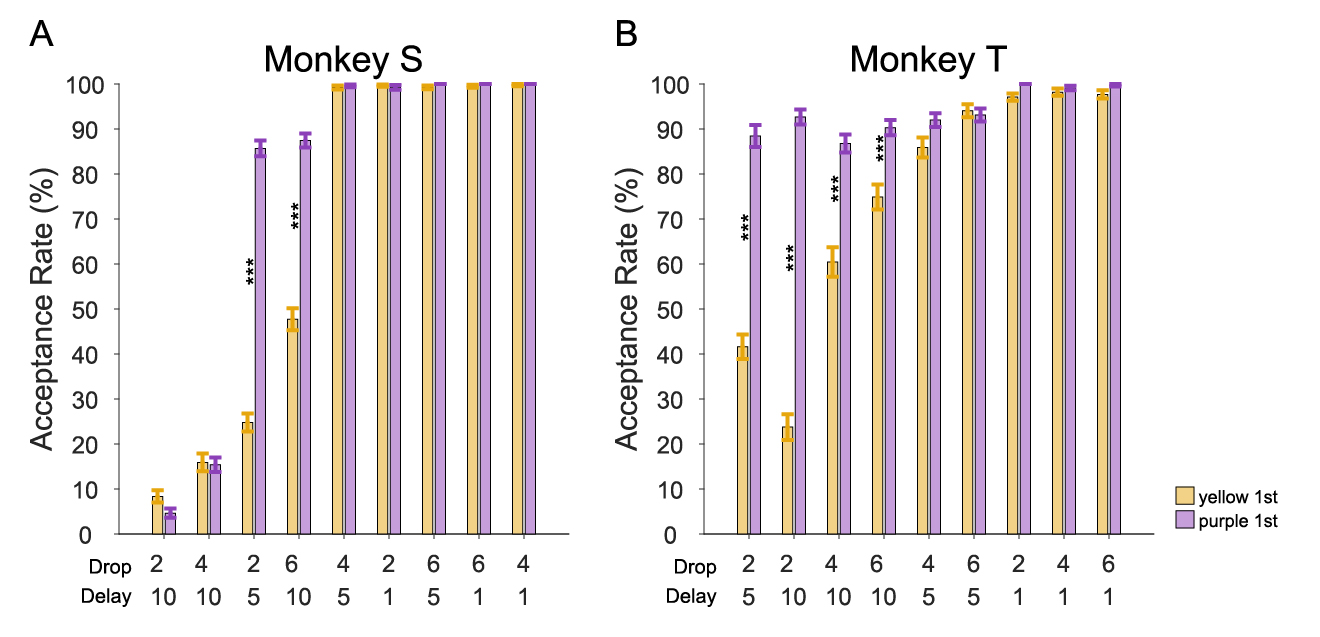 A
Monkey S
Acceptance Rate (%)
100
90
80
70
60
50
40
30
20
10
0
***
***
Drop 2 4 2 6 4 2 6 6 4
Delay 10 10 5 10 5 1 5 1 1
B
Monkey T
Acceptance Rate (%)
100
90
80
70
60
50
40
30
20
10
0
***
***
***
***
Drop 2 2 4 6 4 6 2 4 6
Delay 5 10 10 10 5 5 1 1 1
yellow 1st
purple 1st